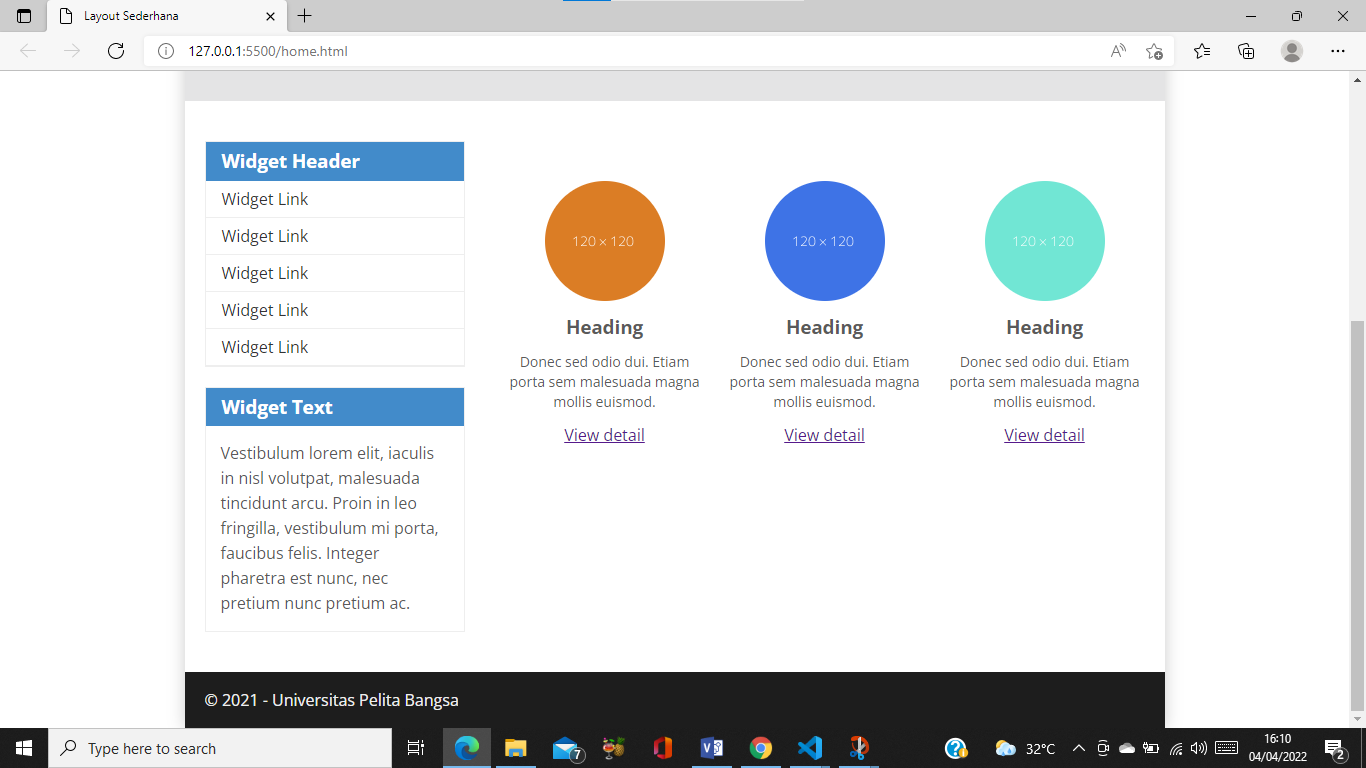 Layout Sederhana
127.0.0.1:5500/home.html
Widget Header
Widget Link
Widget Link
Widget Link
Widget Link
Widget Link
Widget Text
Vestibulum lorem elit, iaculis
in nisl volutpat, malesuada
tincidunt arcu. Proin in leo
fringilla, vestibulum mi porta,
faucibus felis. Integer
pharetra est nunc, nec
pretium nunc pretium ac.
120 × 120
Heading
Donec sed odio dui. Etiam
porta sem malesuada magna
mollis euismod.
View detail
120 × 120
Heading
Donec sed odio dui. Etiam
porta sem malesuada magna
mollis euismod.
View detail
120 × 120
Heading
Donec sed odio dui. Etiam
porta sem malesuada magna
mollis euismod.
View detail
© 2021 - Universitas Pelita Bangsa
Type here to search
7
32°C
16:10
04/04/2022
2